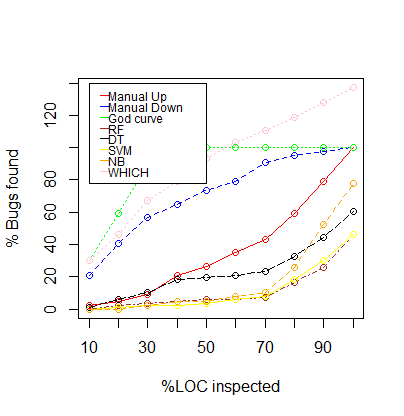 Manual Up
Manual Down
God curve
RF
DT
SVM
NB
WHICH
% Bugs found
0
20
40
60
80
120
10
30
50
70
90
%LOC inspected